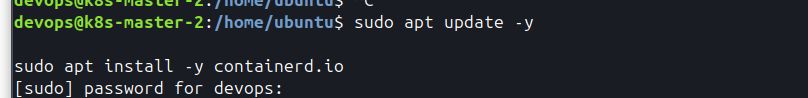 devops@k8s-master-2:/home/ubuntu$ ^C
devops@k8s-master-2:/home/ubuntu$ sudo apt update -y
sudo apt install -y containerd.io
[sudo] password for devops: